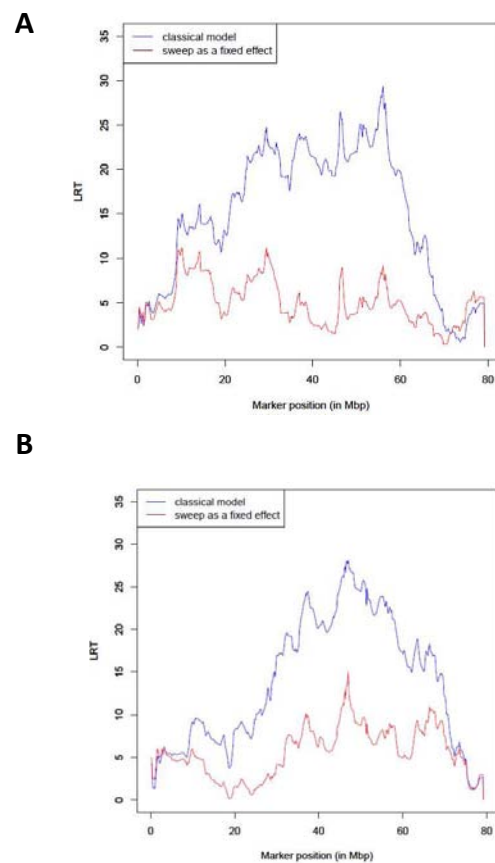 A
classical model
sweep as a fixed effect
35
30
25
20
15
10
5
0
LRT
0
20
40
60
80
Marker position (in Mbp)
B
classical model
sweep as a fixed effect
35
30
25
20
15
10
5
0
LRT
0
20
40
60
80
Marker position (in Mbp)